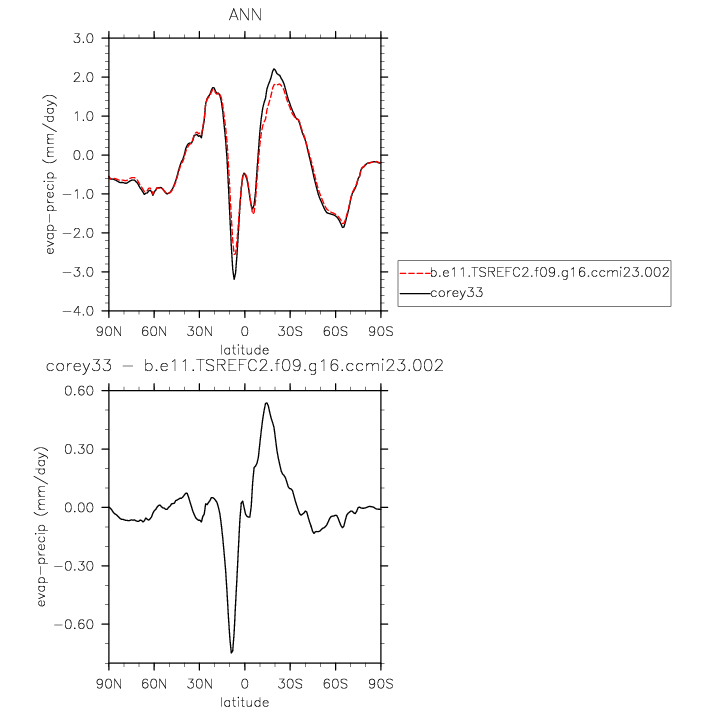 ANN
3.0
2.0
1.0
0.0
−1.0
−2.0
−3.0
−4.0
evap−precip (mm/day)
90N 60N 30N 0 30S 60S 90S
latitude
b.e11.TSREFC2.f09.g16.ccmi23.002
corey33
corey33 − b.e11.TSREFC2.f09.g16.ccmi23.002
0.60
0.30
0.00
−0.30
−0.60
evap−precip (mm/day)
90N 60N 30N 0 30S 60S 90S
latitude